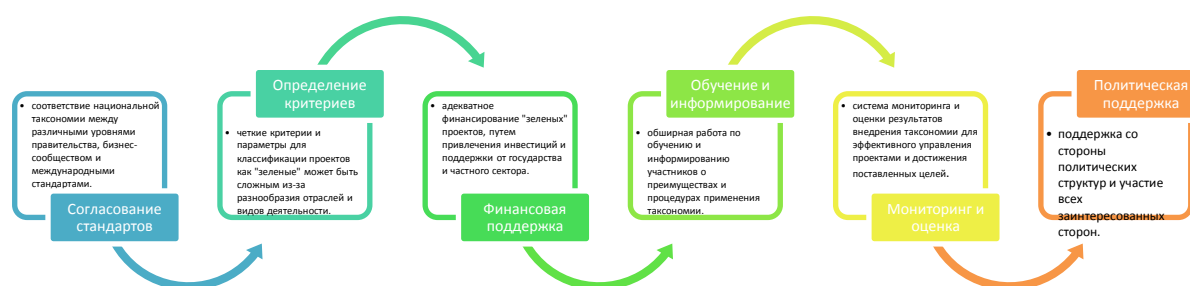 • соответствие национальной
таксономии между
различными уровнями
правительства, бизнес-
сообществом и
международными
стандартами.
Согласование
стандартов
Определение
критериев
• четкие критерии и
параметры для
классификации проектов
как "зеленые" может быть
сложным из-за
разнообразия отраслей и
видов деятельности.
• адекватное
финансирование "зеленых"
проектов, путем
привлечения инвестиций и
поддержки от государства
и частного сектора.
Финансовая
поддержка
Обучение и
информирование
• обширная работа по
обучению и
информированию
участников о
преимуществах и
процедурах применения
таксономии.
• система мониторинга и
оценки результатов
внедрения таксономии для
эффективного управления
проектами и достижения
поставленных целей.
Мониторинг и
оценка
Политическая
поддержка
• поддержка со
стороны
политических
структур и участие
всех
заинтересованных
сторон.